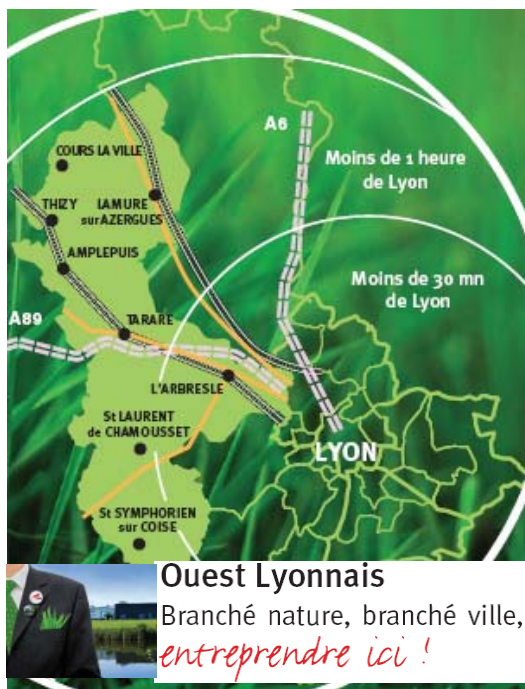 A6
COURS LA VILLE
Moins de 1 heure
de Lyon
THIZY
LAMURE
sur AZERGUES
AMPLEPUIS
Moins de 30 mn
de Lyon
A89
TARARE
L'ARBRESLE
St LAURENT
de CHAMOUSSET
LYON
St SYMPHORIEN
sur COISE
Ouest Lyonnais
Branché nature, branché ville,
entreprendre ici !